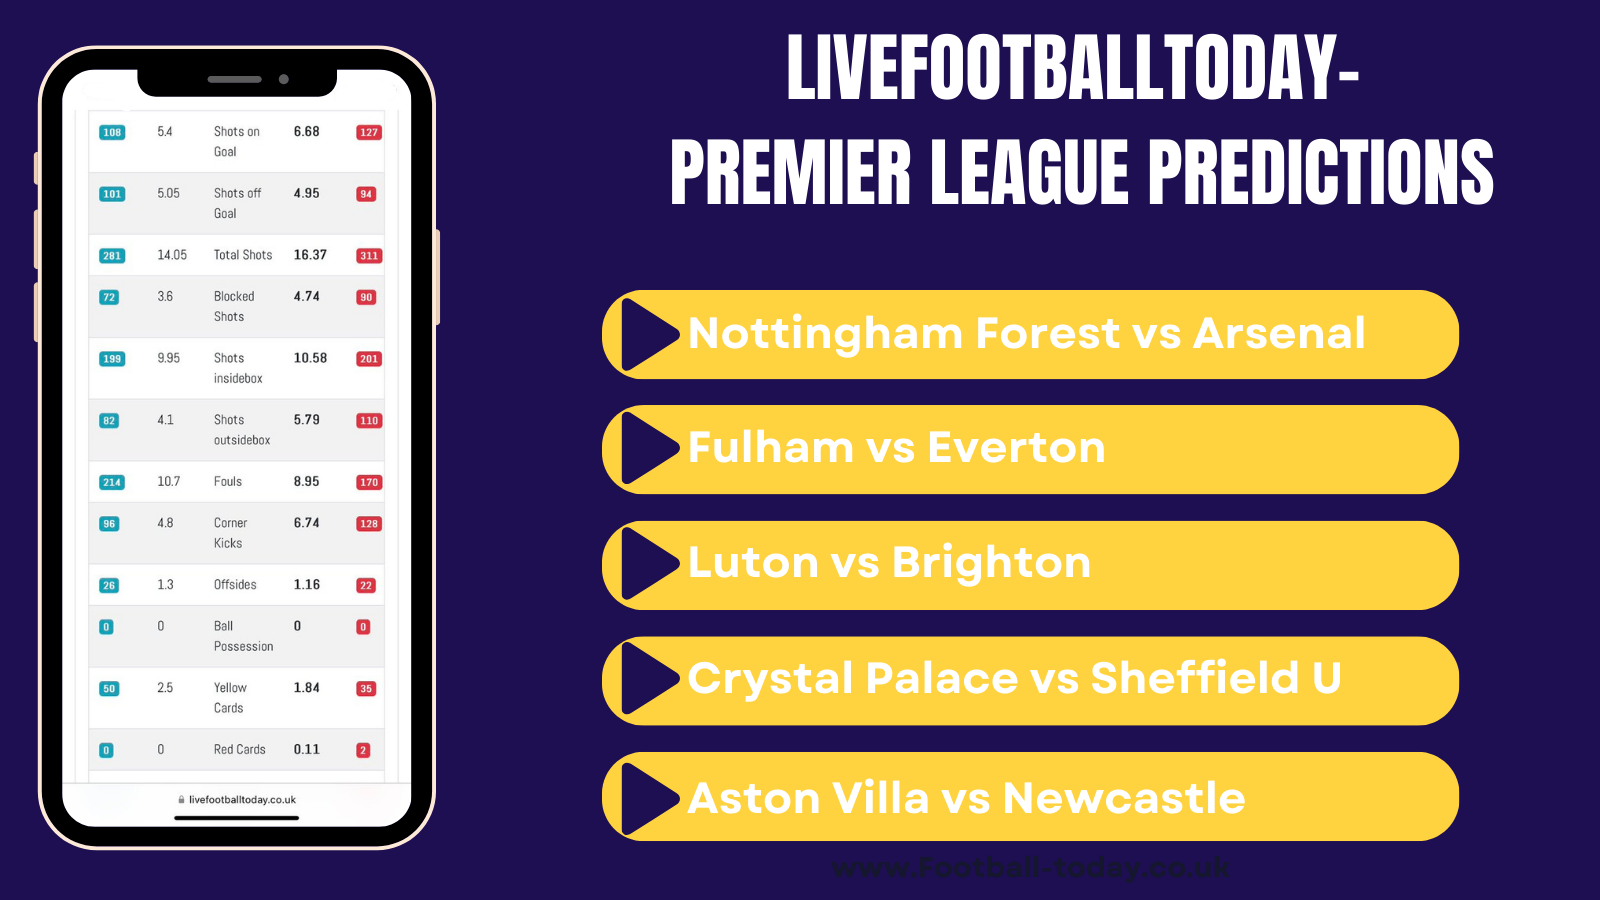 LIVEFOOTBALLTODAY-
PREMIER LEAGUE PREDICTIONS
108 5.4 Shots on 6.68 127
Goal
101 5.05 Shots off 4.95 94
Goal
281 14.05 Total Shots 16.37 311
72 3.6 Blocked 4.74 90
Shots
199 9.95 Shots 10.58 201
insidebox
82 4.1 Shots 5.79 110
outsidebox
214 10.7 Fouls 8.95 170
96 4.8 Corner 6.74 128
Kicks
26 1.3 Offsides 1.16 22
0 0 Ball 0 0
Possession
50 2.5 Yellow 1.84 35
Cards
0 0 Red Cards 0.11 2
livefootballtoday.co.uk
Nottingham Forest vs Arsenal
Fulham vs Everton
Luton vs Brighton
Crystal Palace vs Sheffield U
Aston Villa vs Newcastle
www.Football-today.co.uk